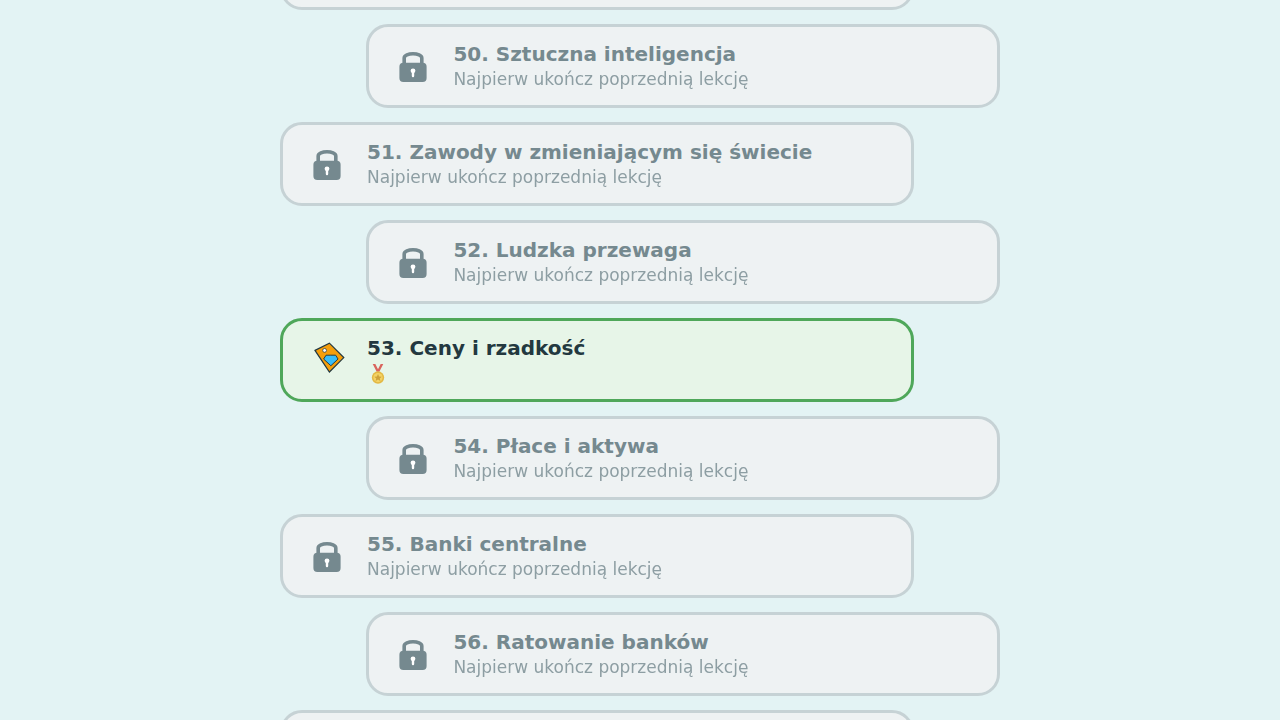 50. Sztuczna inteligencja
Najpierw ukończ poprzednią lekcję
51. Zawody w zmieniającym się świecie
Najpierw ukończ poprzednią lekcję
52. Ludzka przewaga
Najpierw ukończ poprzednią lekcję
53. Ceny i rzadkość
54. Płace i aktywa
Najpierw ukończ poprzednią lekcję
55. Banki centralne
Najpierw ukończ poprzednią lekcję
56. Ratowanie banków
Najpierw ukończ poprzednią lekcję